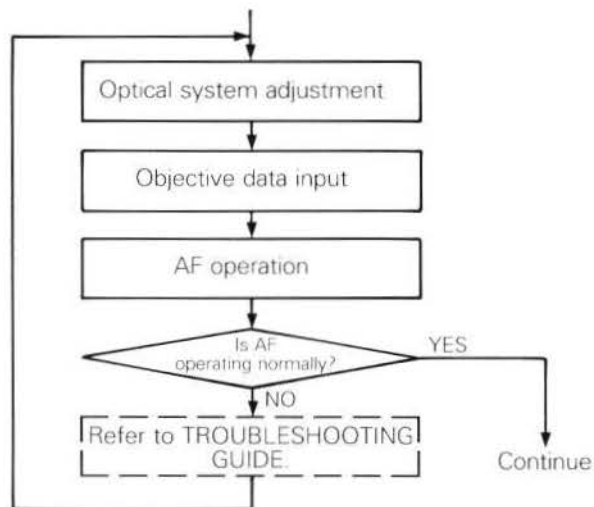 Optical system adjustment
Objective data input
AF operation
Is AF
operating normally?
YES
NO
Refer to TROUBLESHOOTING
GUIDE.
Continue